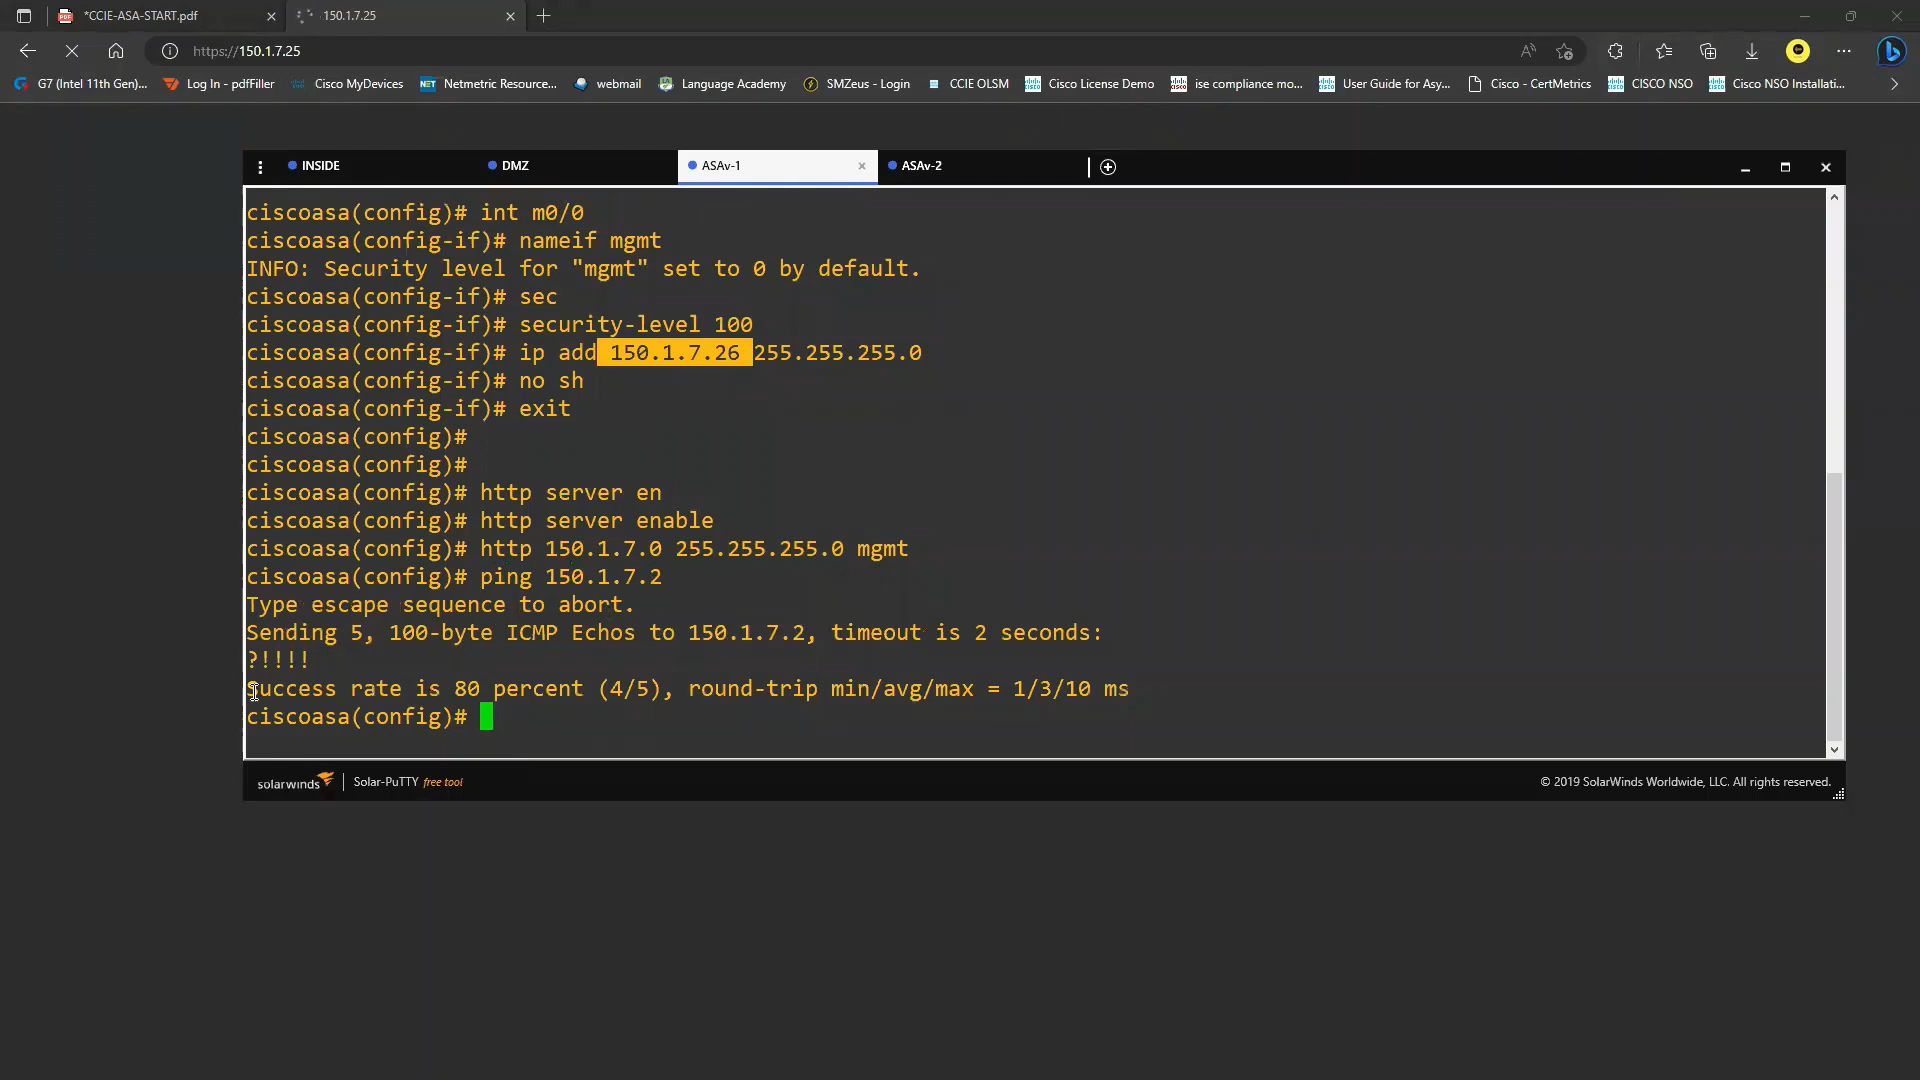 *CCIE-ASA-START.pdf
150.1.7.25
https://150.1.7.25
G7 (Intel 11th Gen)...
Log In - pdfFiller
Cisco MyDevices
Netmetric Resource...
webmail
Language Academy
SMZeus - Login
CCIE OLSM
Cisco License Demo
ise compliance mo...
User Guide for Asy...
Cisco - CertMetrics
CISCO NSO
Cisco NSO Installati...
INSIDE
DMZ
ASAv-1
ASAv-2
ciscoasa(config)# int m0/0
ciscoasa(config-if)# nameif mgmt
INFO: Security level for "mgmt" set to 0 by default.
ciscoasa(config-if)# sec
ciscoasa(config-if)# security-level 100
ciscoasa(config-if)# ip add 150.1.7.26 255.255.255.0
ciscoasa(config-if)# no sh
ciscoasa(config-if)# exit
ciscoasa(config)#
ciscoasa(config)#
ciscoasa(config)# http server en
ciscoasa(config)# http server enable
ciscoasa(config)# http 150.1.7.0 255.255.255.0 mgmt
ciscoasa(config)# ping 150.1.7.2
Type escape sequence to abort.
Sending 5, 100-byte ICMP Echos to 150.1.7.2, timeout is 2 seconds:
?!!!!
Success rate is 80 percent (4/5), round-trip min/avg/max = 1/3/10 ms
ciscoasa(config)#
solarwinds
Solar-PuTTY free tool
© 2019 SolarWinds Worldwide, LLC. All rights reserved.